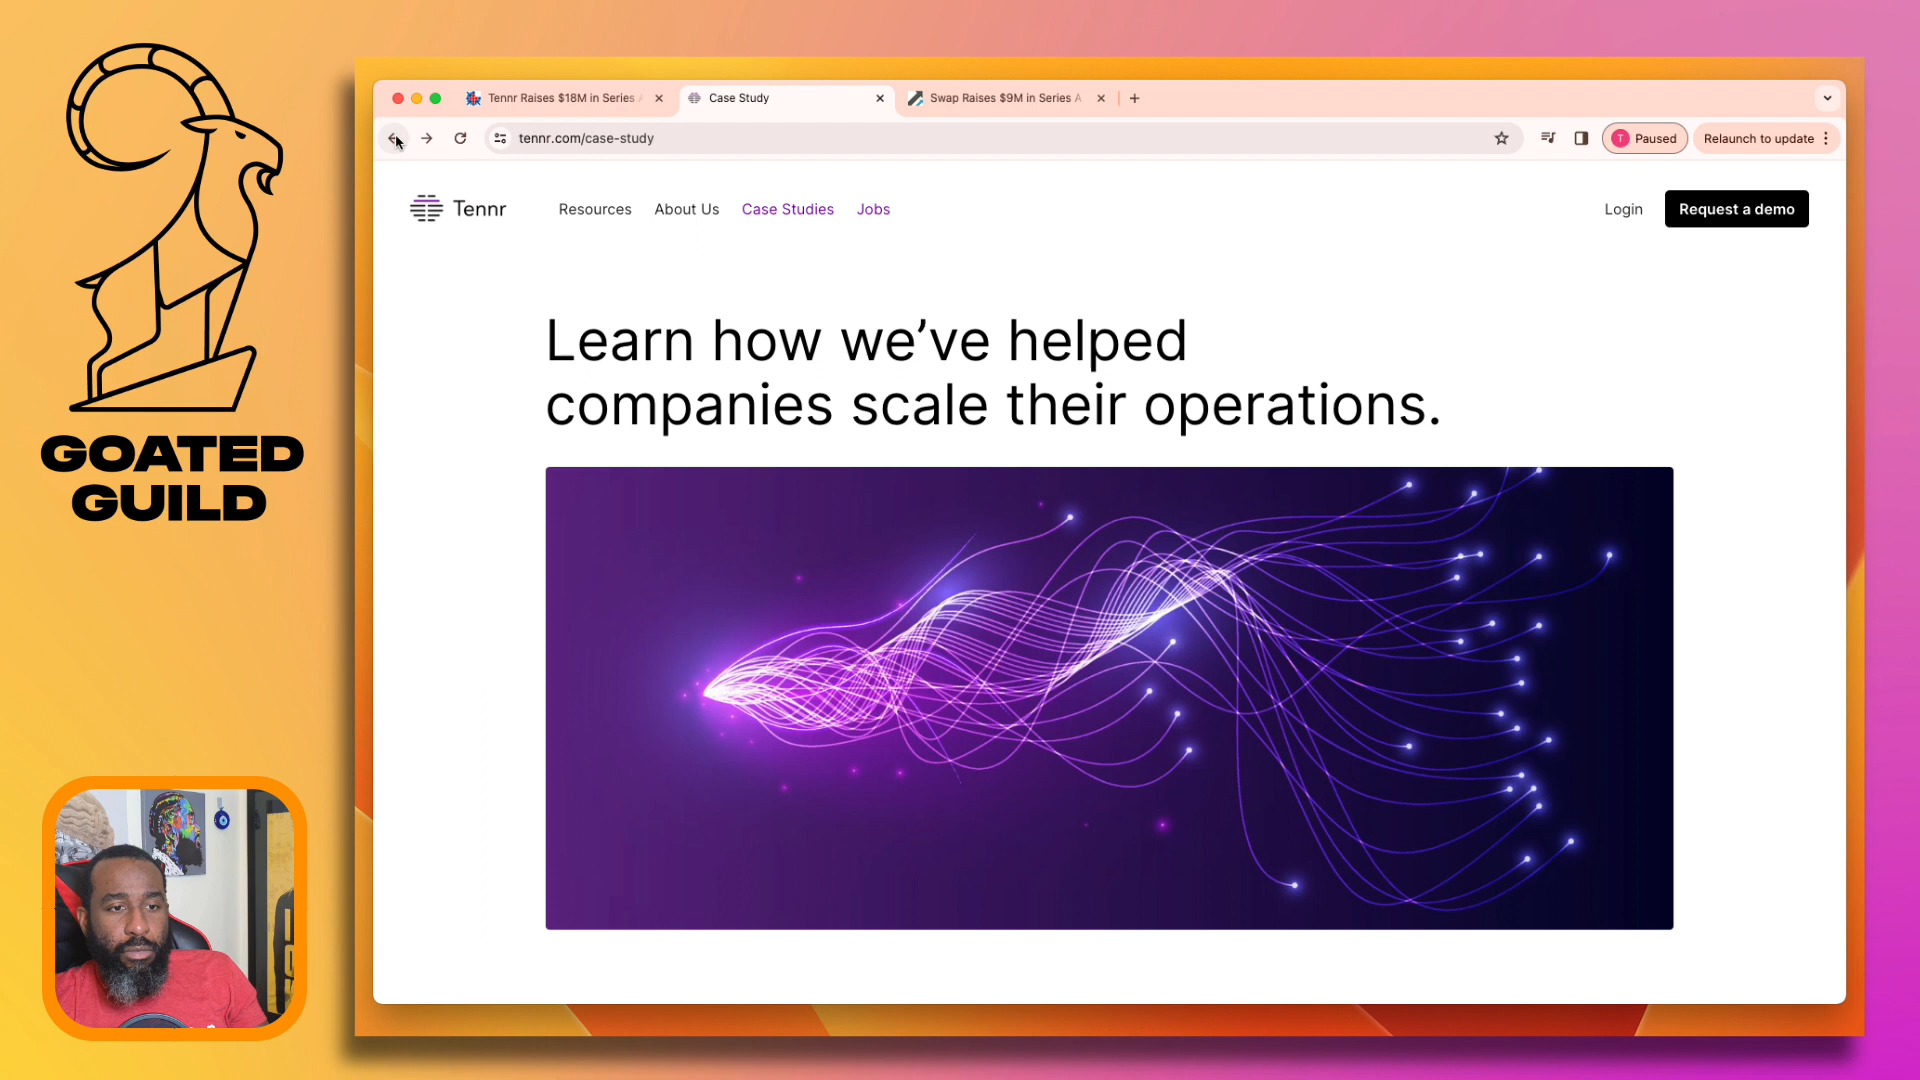 GOATED
GUILD
Tennr Raises $18M in Series
Case Study
Swap Raises $9M in Series A
tennr.com/case-study
T
Paused
Relaunch to update
Tennr
Resources
About Us
Case Studies
Jobs
Login
Request a demo
Learn how we’ve helped
companies scale their operations.